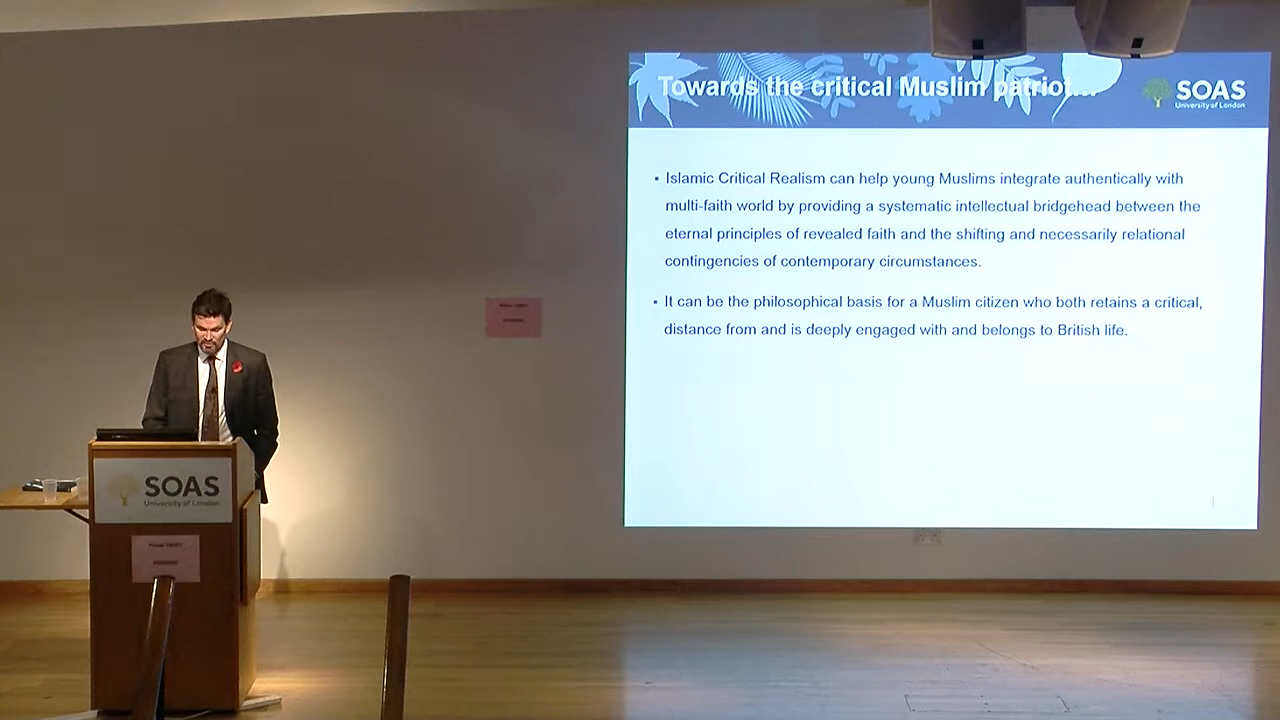 Towards the critical Muslim patriot...
SOAS
University of London
▪ Islamic Critical Realism can help young Muslims integrate authentically with
multi-faith world by providing a systematic intellectual bridgehead between the
eternal principles of revealed faith and the shifting and necessarily relational
contingencies of contemporary circumstances.
▪ It can be the philosophical basis for a Muslim citizen who both retains a critical,
distance from and is deeply engaged with and belongs to British life.
SOAS
University of London